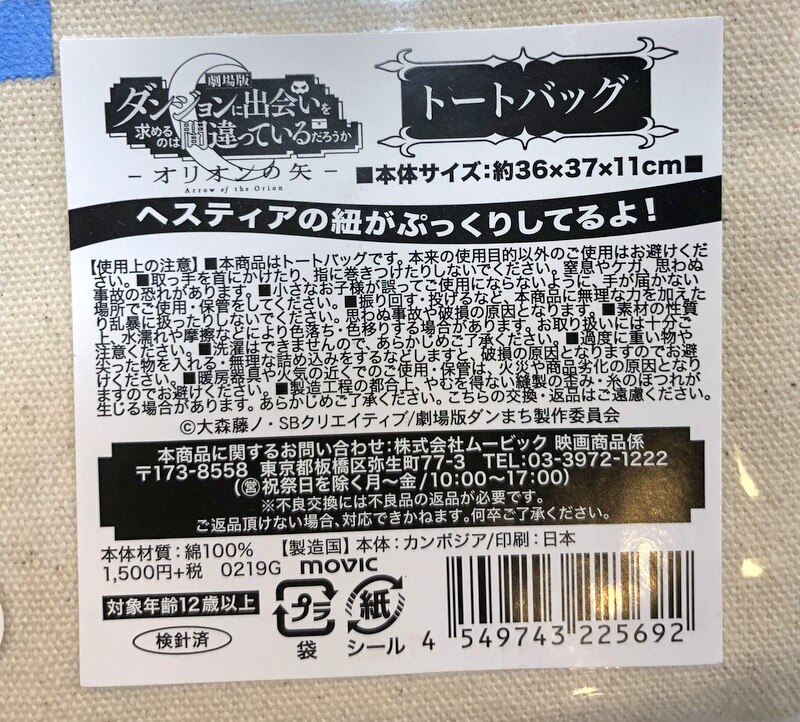 劇場版
ダンジョンに出会いを
求めるのは間違っているだろうか
－オリオンの矢－
Arrow of the Orion
トートバッグ
■本体サイズ：約36×37×11cm■
ヘスティアの紐がぷっくりしてるよ！
【使用上の注意】■本商品はトートバッグです。本来の使用目的以外のご使用はお避けくだ
さい。■取っ手を首にかけたり、指に巻きつけたりしないでください。窒息やケガ、思わぬ
事故の恐れがあります。■小さなお子様が誤ってご使用にならないように、手が届かない
場所でご使用・保管をしてください。■振り回す・投げるなど、本商品に無理な力を加えた
り乱暴に扱ったりしないでください。思わぬ事故や破損の原因となります。■素材の性質
上、水濡れや摩擦などにより色落ち・色移りする場合があります。お取り扱いには十分ご
注意ください。■洗濯はできませんので、あらかじめご了承ください。■過度に重い物や
尖った物を入れる・無理な詰め込みをするなどしますと、破損の原因となりますのでお避
けください。■暖房器具や火気の近くでのご使用・保管は、火災や商品劣化の原因となり
ますのでお避けください。■製造工程の都合上、やむを得ない縫製の歪み・糸のほつれが
生じる場合があります。あらかじめご了承ください。こちらの交換・返品はご遠慮ください。
©大森藤ノ・SBクリエイティブ/劇場版ダンまち製作委員会
本商品に関するお問い合わせ：株式会社ムービック 映画商品係
〒173-8558 東京都板橋区弥生町77-3 TEL:03-3972-1222
(㊡祝祭日を除く月～金/10:00～17:00)
※不良交換には不良品の返品が必要です。
ご返品頂けない場合、対応できかねます。何卒ご了承ください。
本体材質：綿100% 【製造国】本体：カンボジア/印刷：日本
1,500円+税 0219G movic
対象年齢12歳以上
検針済
プラ
袋
紙
シール
4 549743 225692